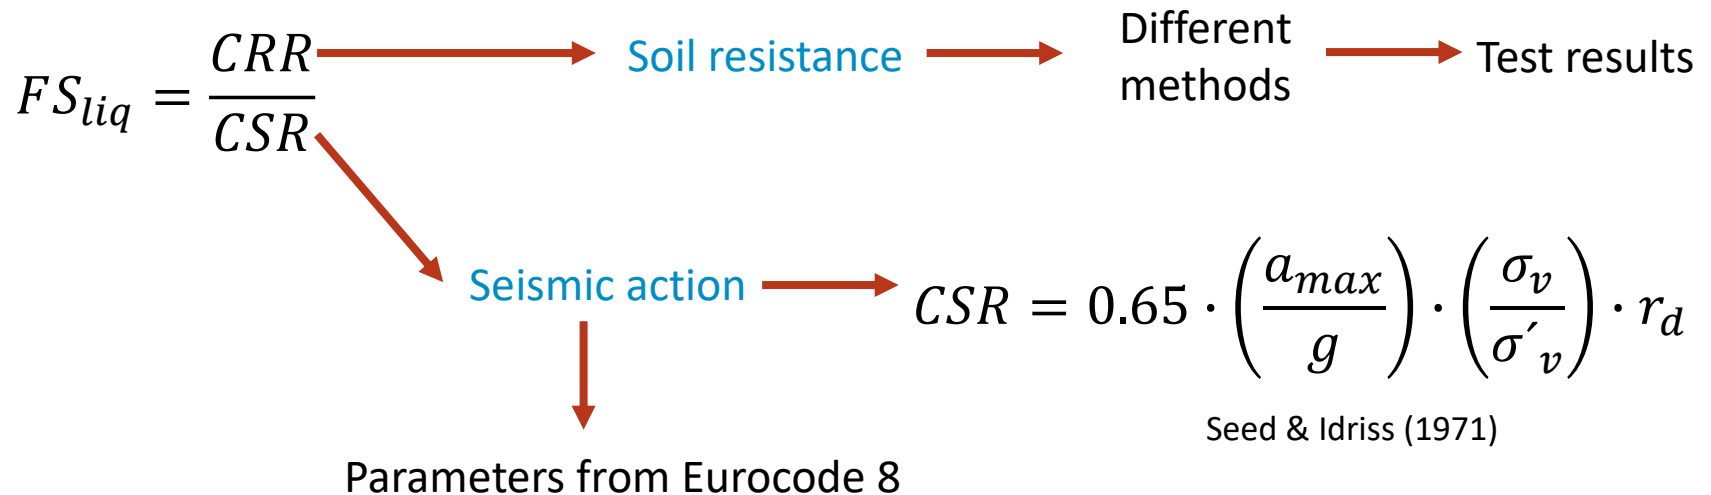 FS_liq = CRR / CSR
Soil resistance
Different
methods
Test results
Seismic action
CSR = 0.65 · (a_max / g) · (σ_v / σ´_v) · r_d
Seed & Idriss (1971)
Parameters from Eurocode 8